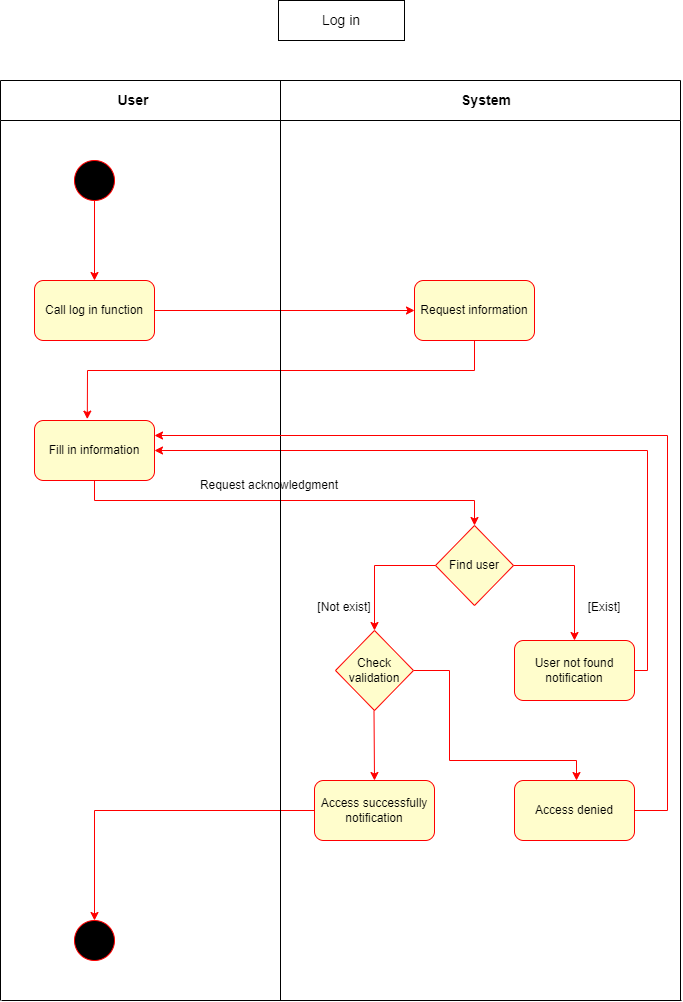 Log in
User
System
Call log in function
Request information
Fill in information
Request acknowledgment
Find user
[Not exist]
[Exist]
Check
validation
User not found
notification
Access successfully
notification
Access denied